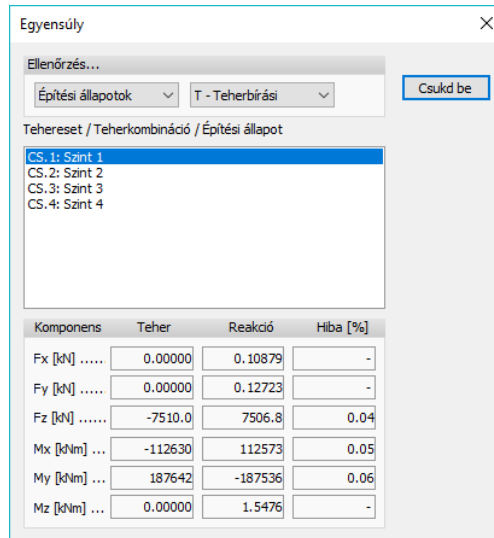 Egyensúly
Ellenőrzés...
Építési állapotok T - Teherbírási Csukd be
Tehereset / Teherkombináció / Építési állapot
CS.1: Szint 1
CS.2: Szint 2
CS.3: Szint 3
CS.4: Szint 4
Komponens Teher Reakció Hiba [%]
Fx [kN] ...... 0.00000 0.10879 -
Fy [kN] ...... 0.00000 0.12723 -
Fz [kN] ...... -7510.0 7506.8 0.04
Mx [kNm] ... -112630 112573 0.05
My [kNm] ... 187642 -187536 0.06
Mz [kNm] ... 0.00000 1.5476 -